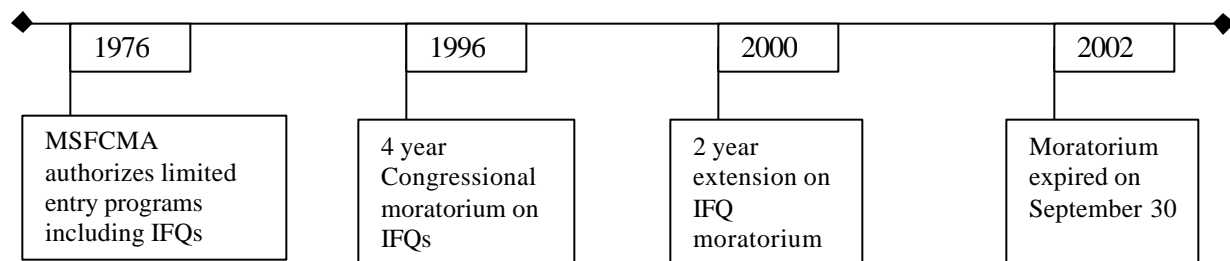 1976
1996
2000
2002
MSFCMA
authorizes limited
entry programs
including IFQs
4 year
Congressional
moratorium on
IFQs
2 year
extension on
IFQ
moratorium
Moratorium
expired on
September 30